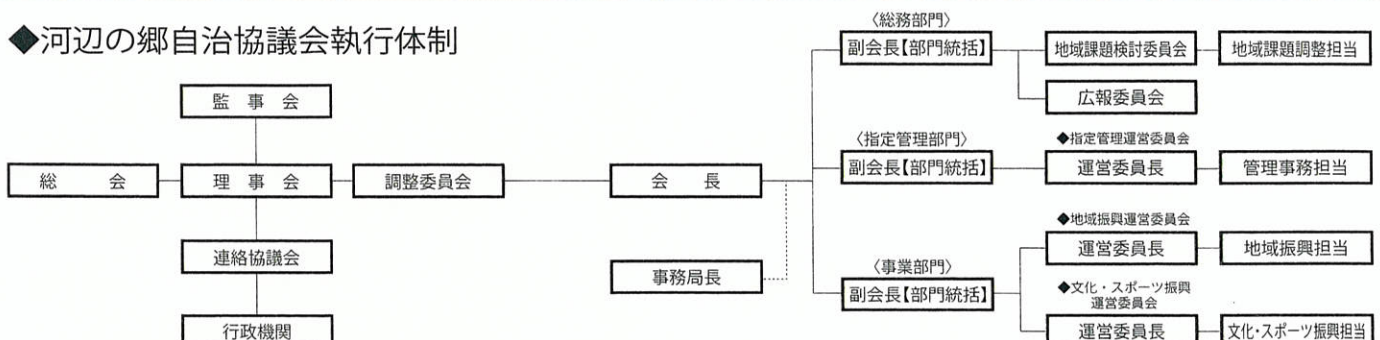 ◆河辺の郷自治協議会執行体制
監 事 会
総 会
理 事 会
調整委員会
連絡協議会
行政機関
会 長
事務局長
〈総務部門〉
副会長【部門統括】
地域課題検討委員会
地域課題調整担当
広報委員会
〈指定管理部門〉
副会長【部門統括】
◆指定管理運営委員会
運営委員長
管理事務担当
〈事業部門〉
副会長【部門統括】
◆地域振興運営委員会
運営委員長
地域振興担当
◆文化・スポーツ振興
運営委員会
運営委員長
文化・スポーツ振興担当